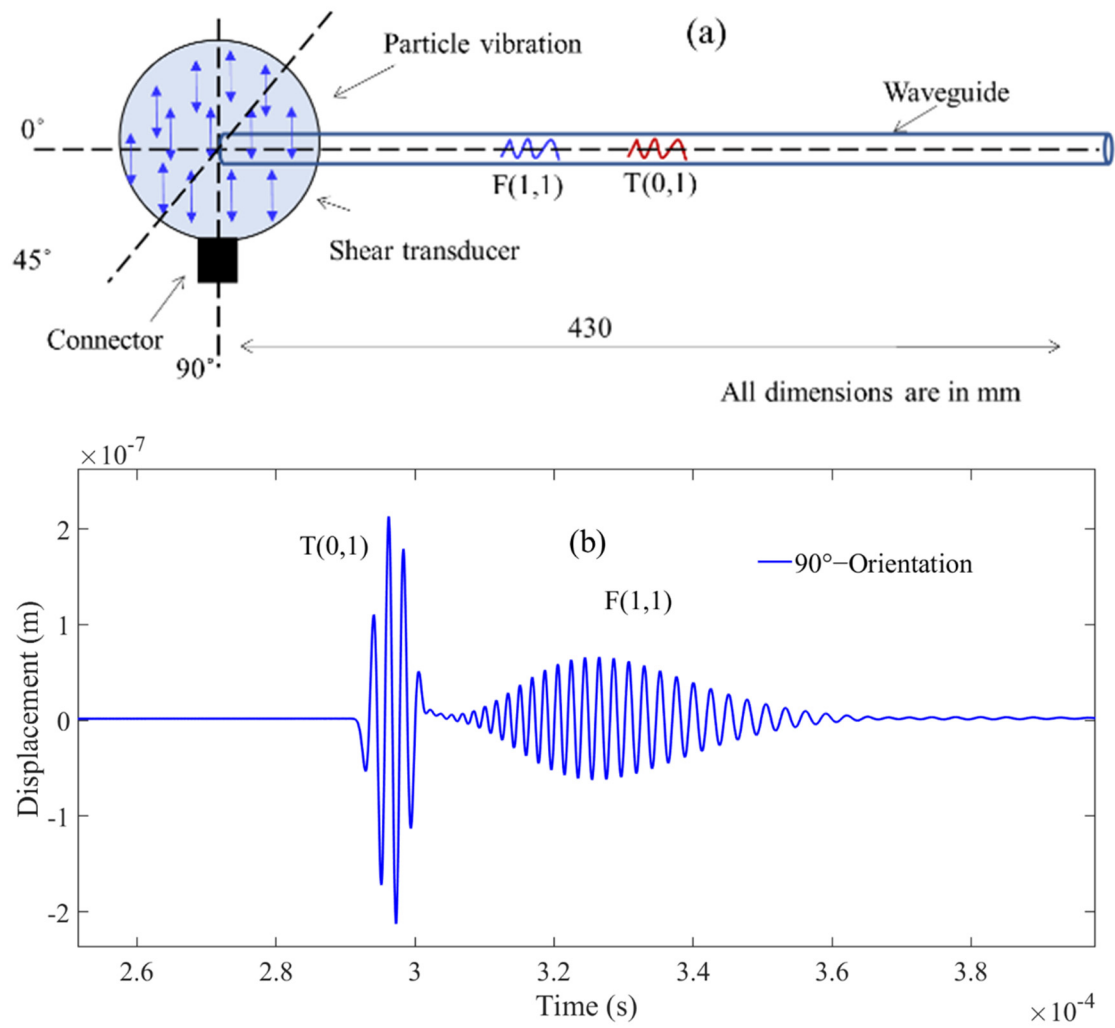 (a)
Particle vibration
Waveguide
0°
F(1,1)
T(0,1)
45°
Shear transducer
Connector
430
90°
All dimensions are in mm
×10-7
2
T(0,1)
(b)
90°−Orientation
F(1,1)
1
Displacement (m)
0
-1
-2
2.6
2.8
3
3.2
3.4
3.6
3.8
Time (s)
×10-4